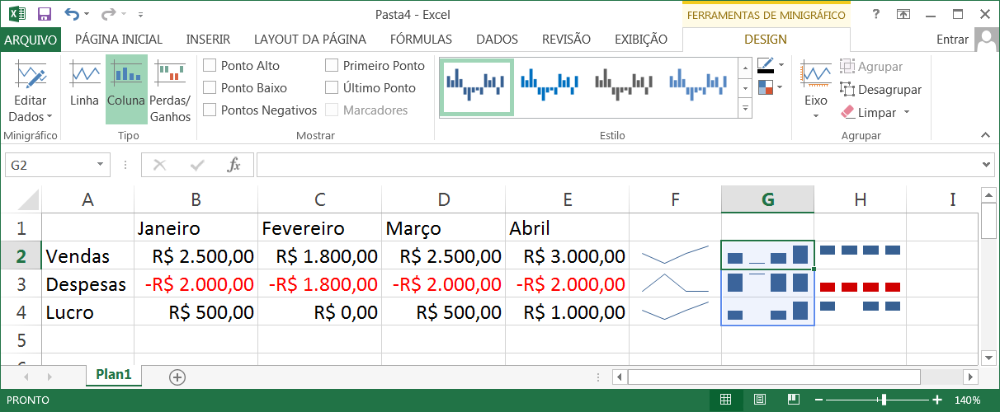 Pasta4 - Excel
FERRAMENTAS DE MINIGRÁFICO
?
ARQUIVO PÁGINA INICIAL INSERIR LAYOUT DA PÁGINA FÓRMULAS DADOS REVISÃO EXIBIÇÃO DESIGN Entrar
Editar Dados
Linha
Coluna
Perdas/
Ganhos
Minigráfico
Tipo
Ponto Alto
Ponto Baixo
Pontos Negativos
Primeiro Ponto
Último Ponto
Marcadores
Mostrar
Estilo
Eixo
Agrupar
Desagrupar
Limpar
Agrupar
G2 fx
A B C D E F G H I
1 Janeiro Fevereiro Março Abril
2 Vendas R$ 2.500,00 R$ 1.800,00 R$ 2.500,00 R$ 3.000,00
3 Despesas -R$ 2.000,00 -R$ 1.800,00 -R$ 2.000,00 -R$ 2.000,00
4 Lucro R$ 500,00 R$ 0,00 R$ 500,00 R$ 1.000,00
5
6
Plan1
PRONTO 140%